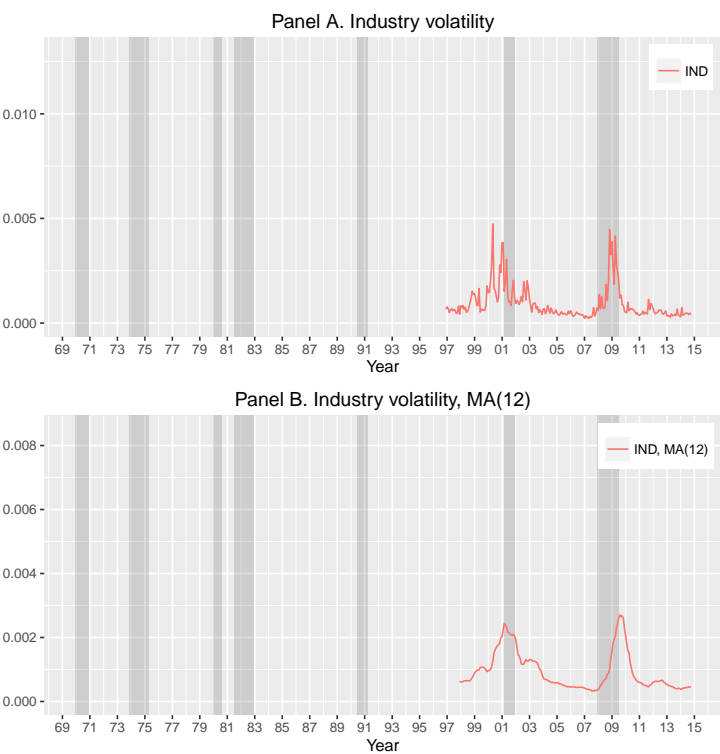 Panel A. Industry volatility
IND
0.010
0.005
0.000
69 71 73 75 77 79 81 83 85 87 89 91 93 95 97 99 01 03 05 07 09 11 13 15
Year
Panel B. Industry volatility, MA(12)
0.008
IND, MA(12)
0.006
0.004
0.002
0.000
69 71 73 75 77 79 81 83 85 87 89 91 93 95 97 99 01 03 05 07 09 11 13 15
Year